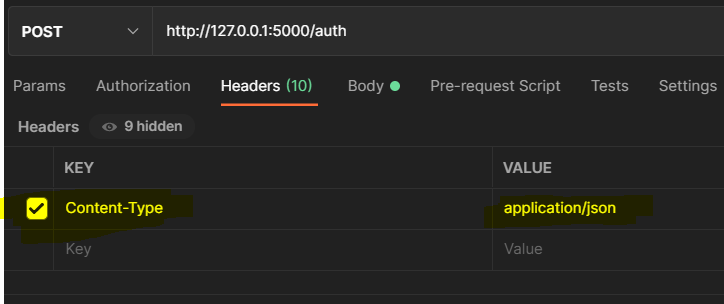 POST http://127.0.0.1:5000/auth
Params Authorization Headers (10) Body Pre-request Script Tests Settings
Headers 9 hidden
KEY VALUE
Content-Type application/json
Key Value